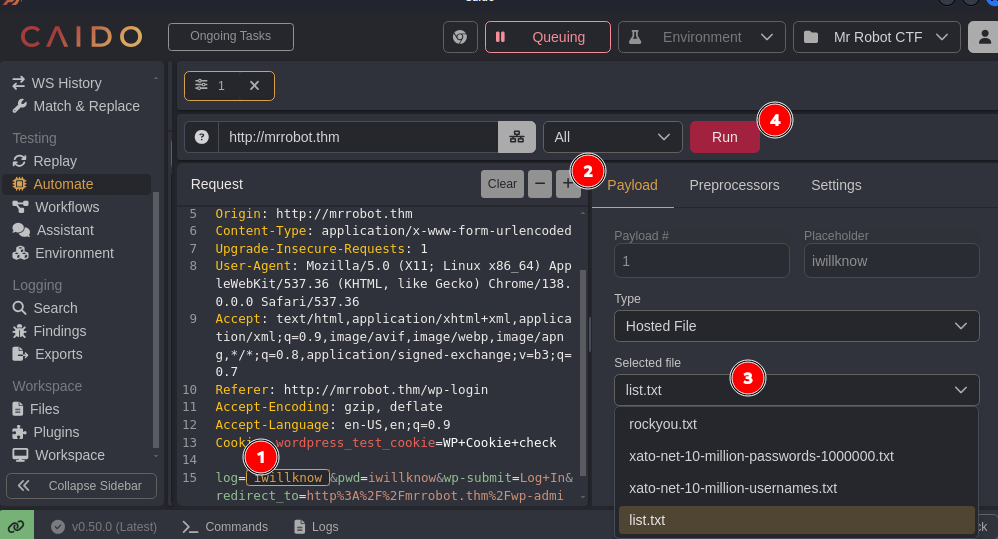 Caido
CAIDO
Ongoing Tasks
Queuing
Environment
Mr Robot CTF
WS History
Match & Replace
Testing
Replay
Automate
Workflows
Assistant
Environment
Logging
Search
Findings
Exports
Workspace
Files
Plugins
Workspace
Collapse Sidebar
1
? http://mrrobot.thm
All
Run
4
Request
Clear
2
Payload
Preprocessors
Settings
5 Origin: http://mrrobot.thm
6 Content-Type: application/x-www-form-urlencoded
7 Upgrade-Insecure-Requests: 1
8 User-Agent: Mozilla/5.0 (X11; Linux x86_64) App
leWebKit/537.36 (KHTML, like Gecko) Chrome/138.
0.0.0 Safari/537.36
9 Accept: text/html,application/xhtml+xml,applica
tion/xml;q=0.9,image/avif,image/webp,image/apn
g,*/*;q=0.8,application/signed-exchange;v=b3;q=
0.7
10 Referer: http://mrrobot.thm/wp-login
11 Accept-Encoding: gzip, deflate
12 Accept-Language: en-US,en;q=0.9
13 Cookie: wordpress_test_cookie=WP+Cookie+check
14
1
15 log=iwillknow&pwd=iwillknow&wp-submit=Log+In&
redirect_to=http%3A%2F%2Fmrrobot.thm%2Fwp-admi
Payload #
Placeholder
1
iwillknow
Type
Hosted File
Selected file
3
list.txt
rockyou.txt
xato-net-10-million-passwords-1000000.txt
xato-net-10-million-usernames.txt
list.txt
v0.50.0 (Latest)
Commands
Logs